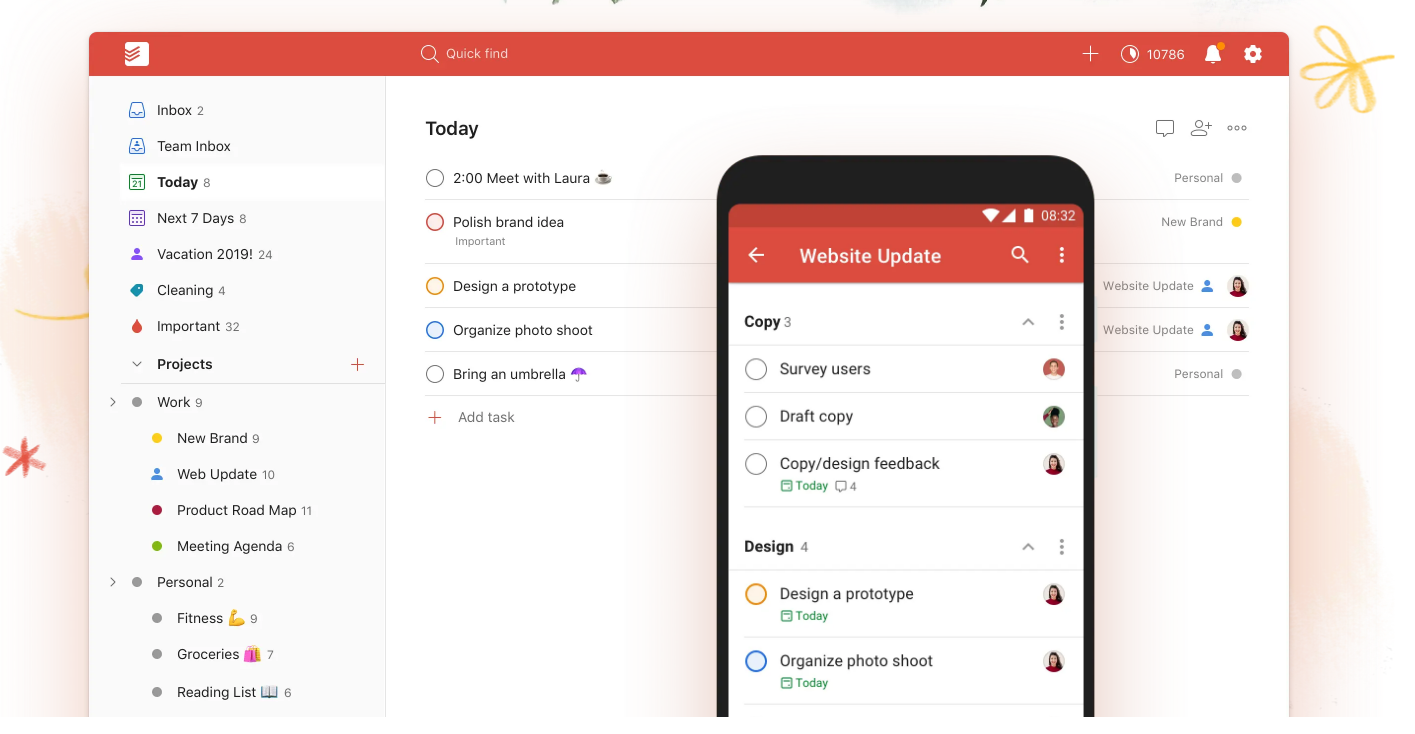 Quick find
10786
Inbox 2
Team Inbox
21 Today 8
Next 7 Days 8
Vacation 2019! 24
Cleaning 4
Important 32
Projects
Work 9
New Brand 9
Web Update 10
Product Road Map 11
Meeting Agenda 6
Personal 2
Fitness 💪 9
Groceries 🛍️ 7
Reading List 📖 6
Today
2:00 Meet with Laura ☕
Personal
Polish brand idea
New Brand
Important
Design a prototype
Website Update
Organize photo shoot
Website Update
Bring an umbrella ☂️
Personal
Add task
08:32
Website Update
Copy 3
Survey users
Draft copy
Copy/design feedback
Today 4
Design 4
Design a prototype
Today
Organize photo shoot
Today